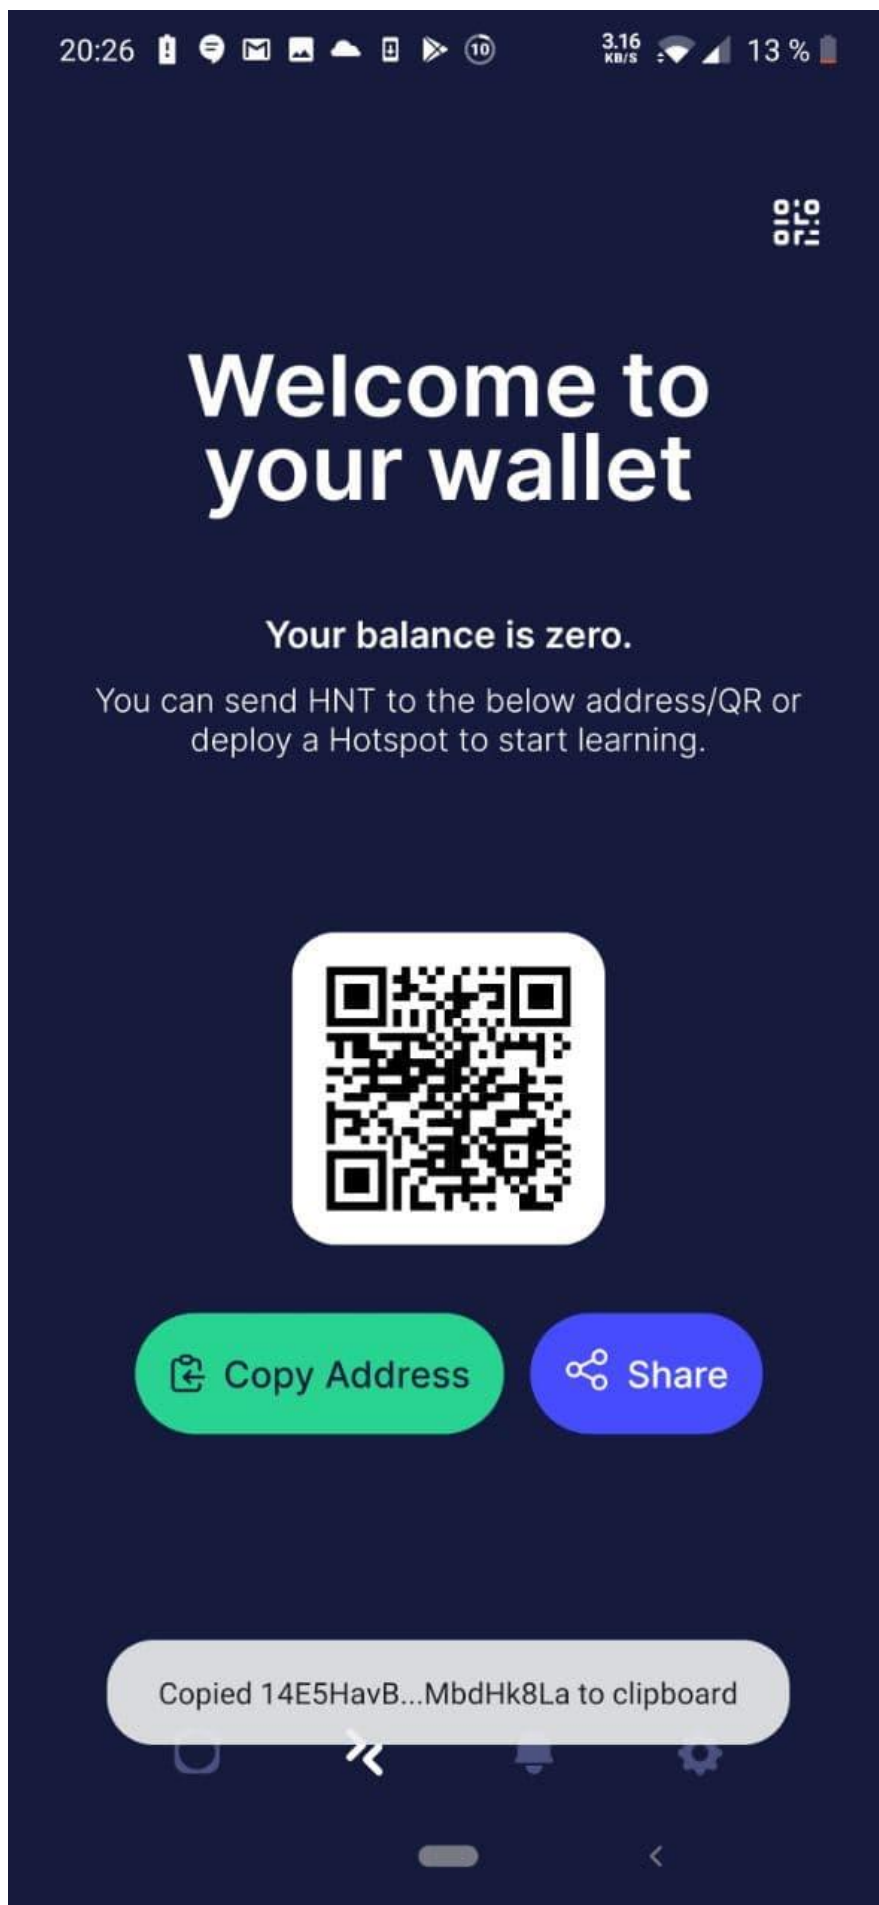 20:26 10 3.16 KB/S 13 %
Welcome to
your wallet
Your balance is zero.
You can send HNT to the below address/QR or
deploy a Hotspot to start learning.
Copy Address Share
Copied 14E5HavB...MbdHk8La to clipboard